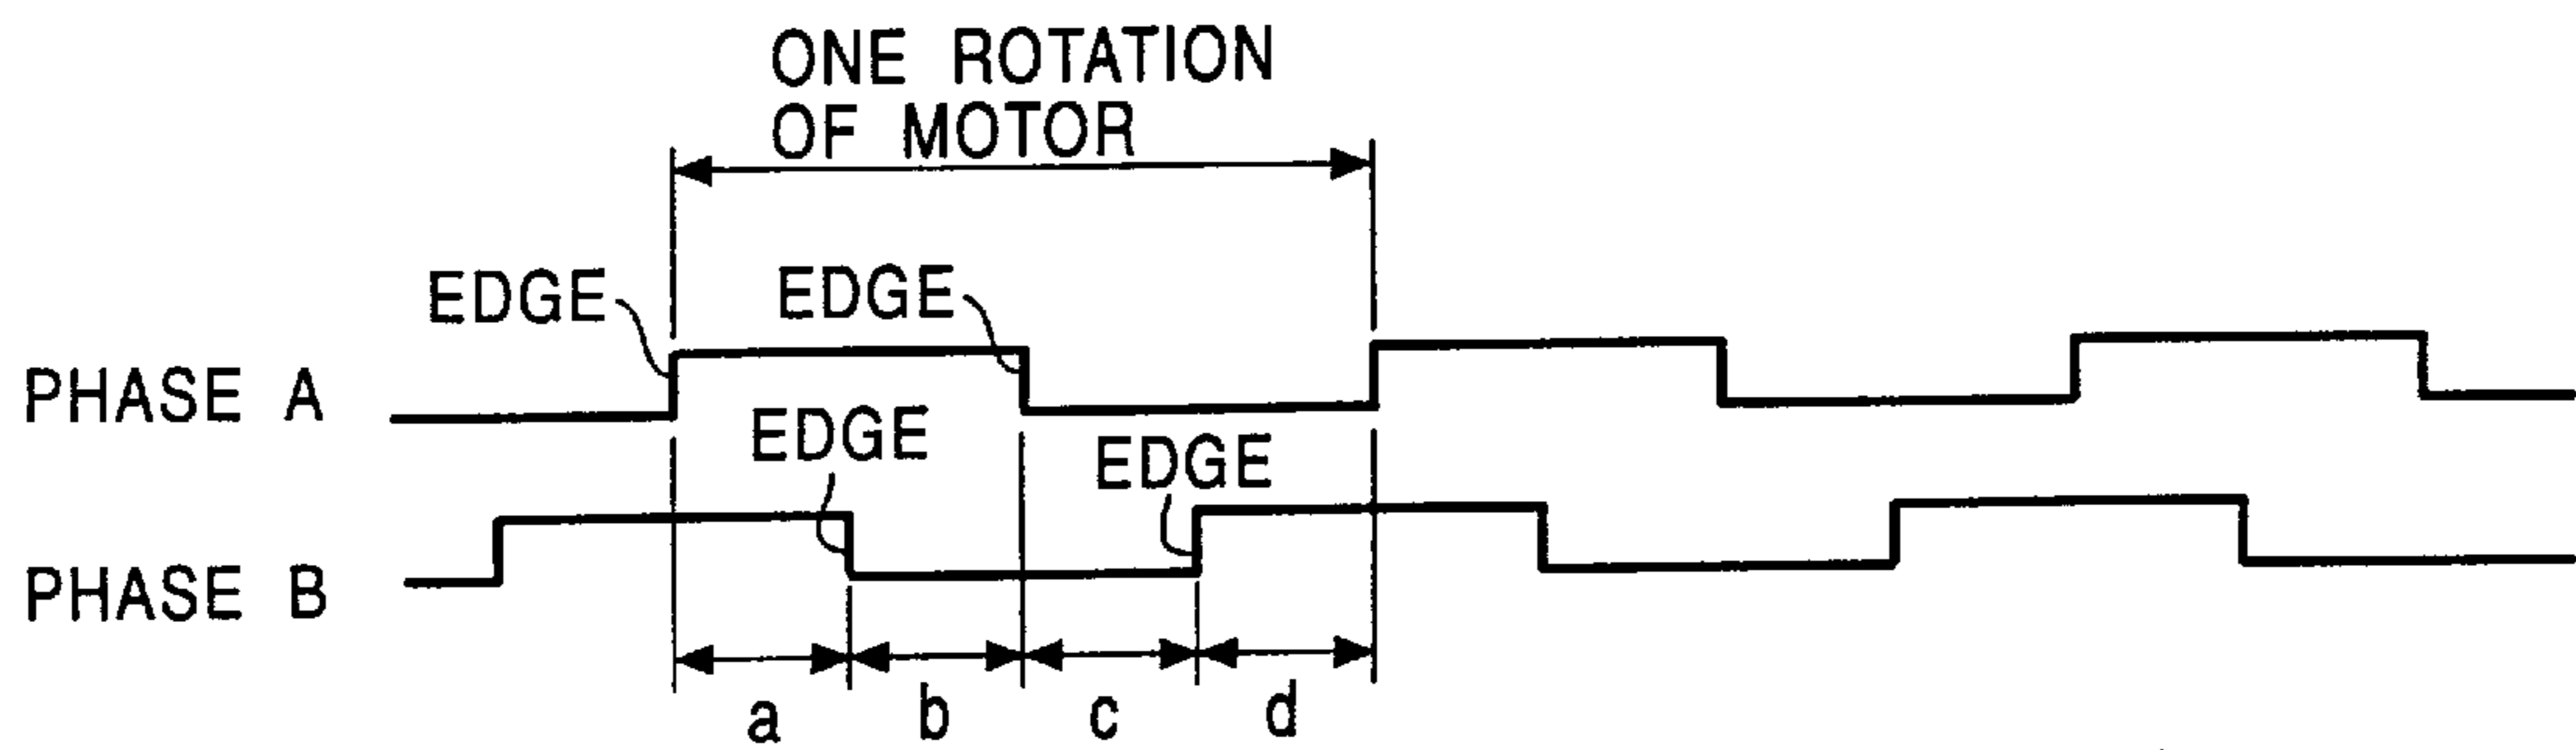 ONE ROTATION
OF MOTOR
EDGE
EDGE
PHASE A
EDGE
EDGE
PHASE B
a
b
c
d